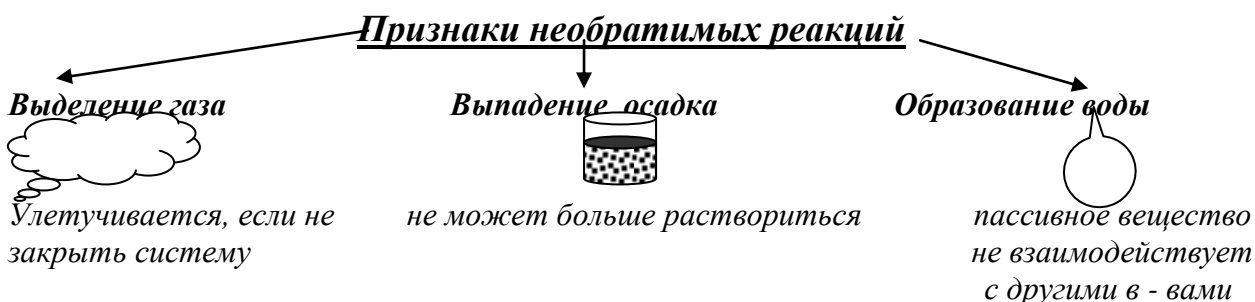 Признаки необратимых реакций
Выделение газа
Выпадение осадка
Образование воды
Улетучивается, если не
закрыть систему
не может больше раствориться
пассивное вещество
не взаимодействует
с другими в - вами